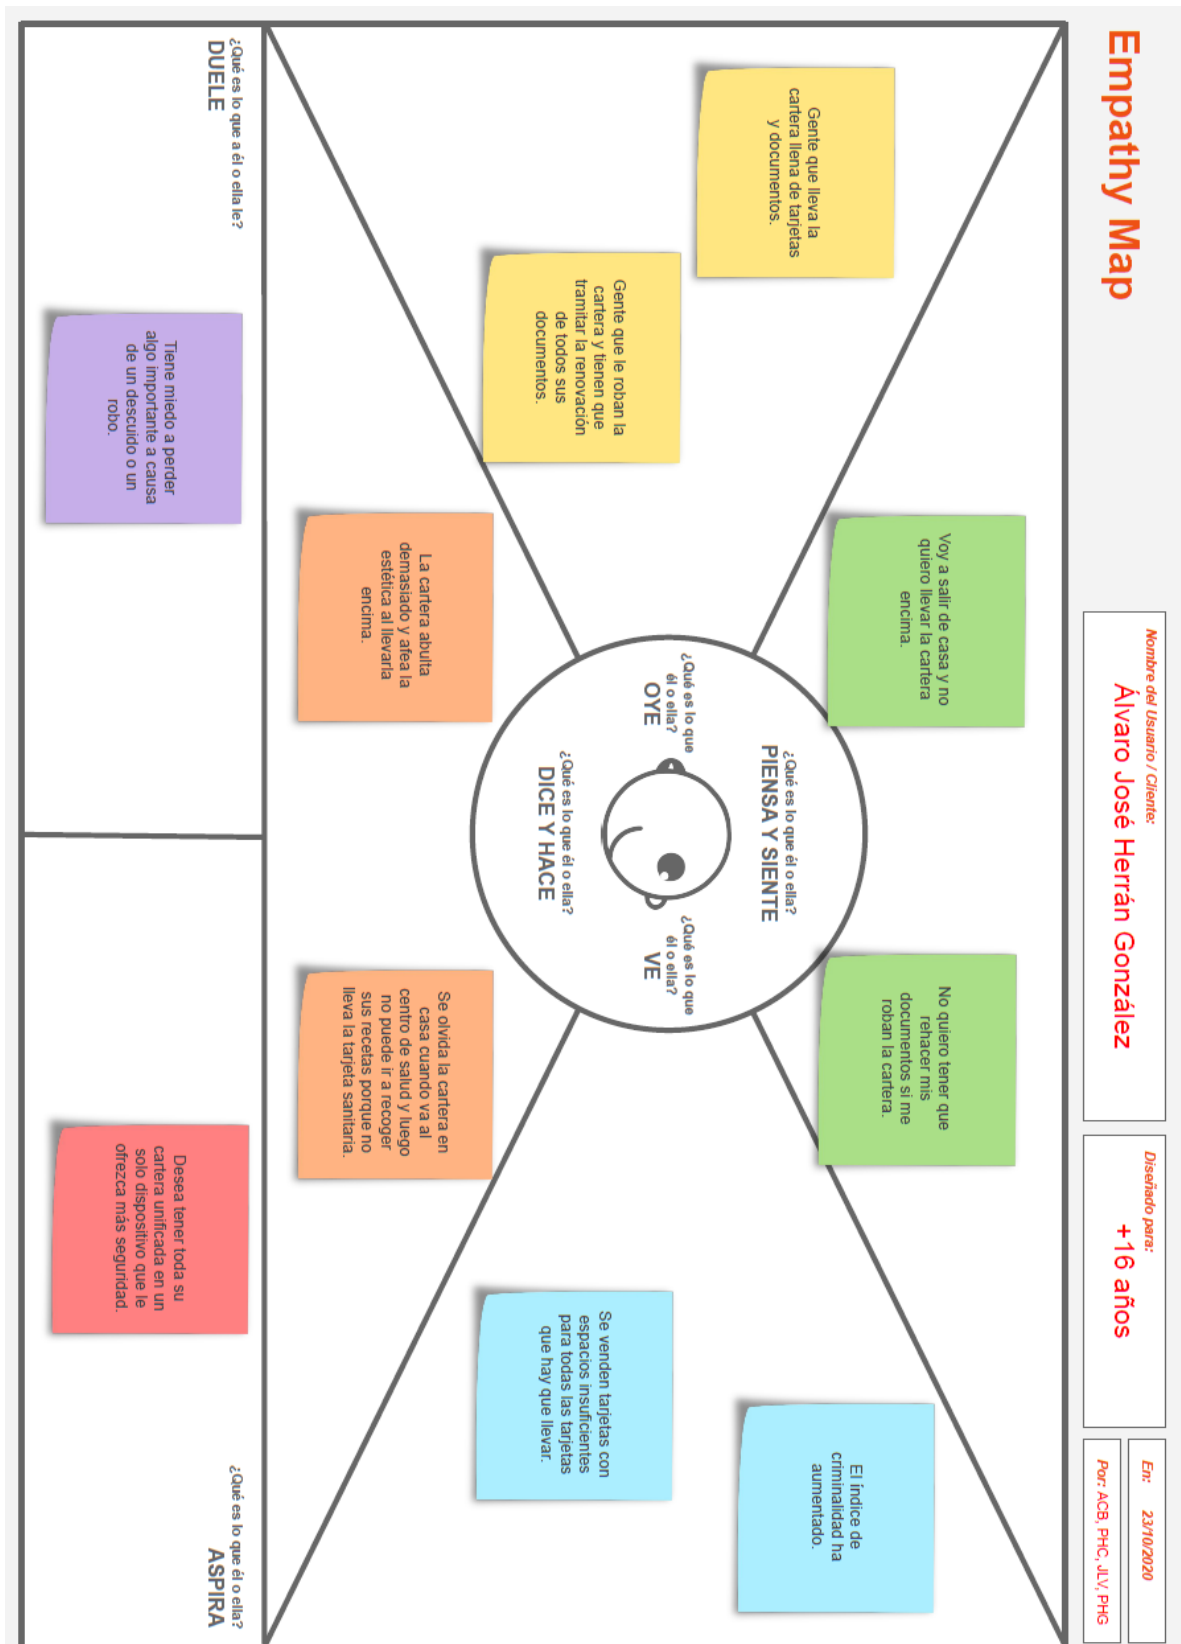 Empathy Map
Nombre del Usuario / Cliente:
Álvaro José Herrán González
Diseñado para:
+16 años
En: 23/10/2020
Por: ACB, PHC, JLV, PHG
Voy a salir de casa y no
quiero llevar la cartera
encima.
No quiero tener que
rehacer mis
documentos si me
roban la cartera.
Gente que lleva la
cartera llena de tarjetas
y documentos.
Gente que le roban la
cartera y tienen que
tramitar la renovación
de todos sus
documentos.
¿Qué es lo que él o ella?
PIENSA Y SIENTE
¿Qué es lo que
él o ella?
OYE
¿Qué es lo que
él o ella?
VE
¿Qué es lo que él o ella?
DICE Y HACE
El índice de
criminalidad ha
aumentado.
Se venden tarjetas con
espacios insuficientes
para todas las tarjetas
que hay que llevar.
La cartera abulta
demasiado y afea la
estética al llevarla
encima.
Se olvida la cartera en
casa cuando va al
centro de salud y luego
no puede ir a recoger
sus recetas porque no
lleva la tarjeta sanitaria.
¿Qué es lo que a él o ella le?
DUELE
Tiene miedo a perder
algo importante a causa
de un descuido o un
robo.
¿Qué es lo que él o ella?
ASPIRA
Desea tener toda su
cartera unificada en un
solo dispositivo que le
ofrezca más seguridad.